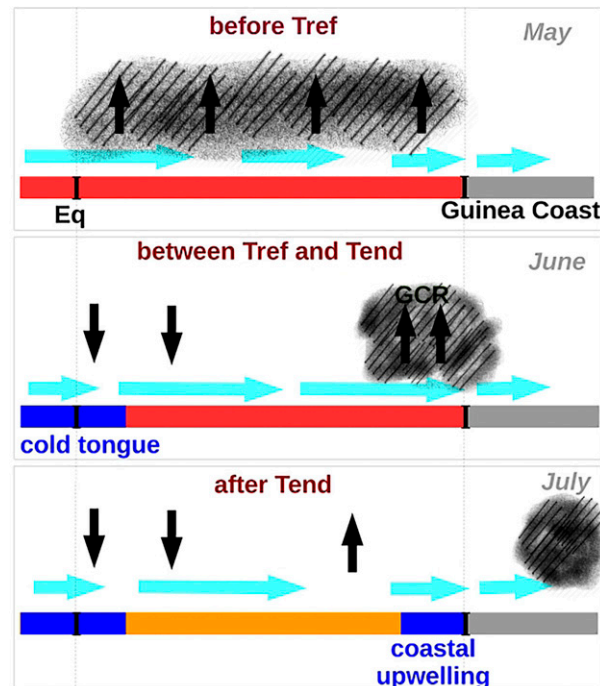 before Tref
May
Eq
Guinea Coast
between Tref and Tend
June
GCR
cold tongue
after Tend
July
coastal
upwelling